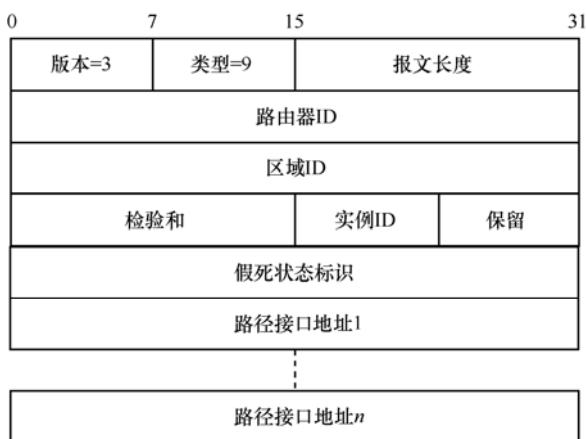 0 7 15 31
版本=3 类型=9 报文长度
路由器ID
区域ID
检验和 实例ID 保留
假死状态标识
路径接口地址1
路径接口地址n